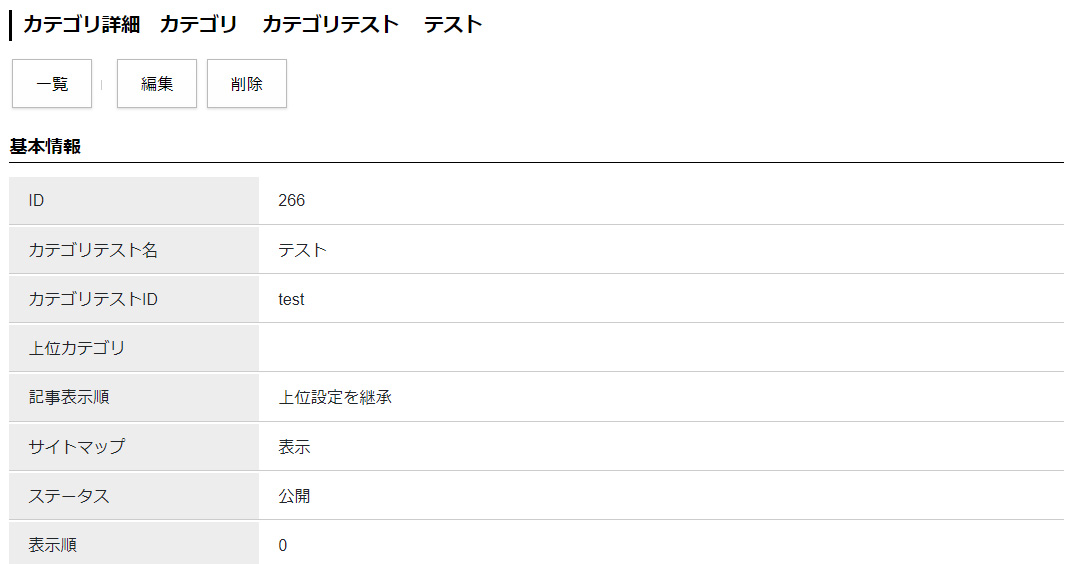 カテゴリ詳細　カテゴリ　カテゴリテスト　テスト
一覧 編集 削除
基本情報
ID 266
カテゴリテスト名 テスト
カテゴリテストID test
上位カテゴリ
記事表示順 上位設定を継承
サイトマップ 表示
ステータス 公開
表示順 0